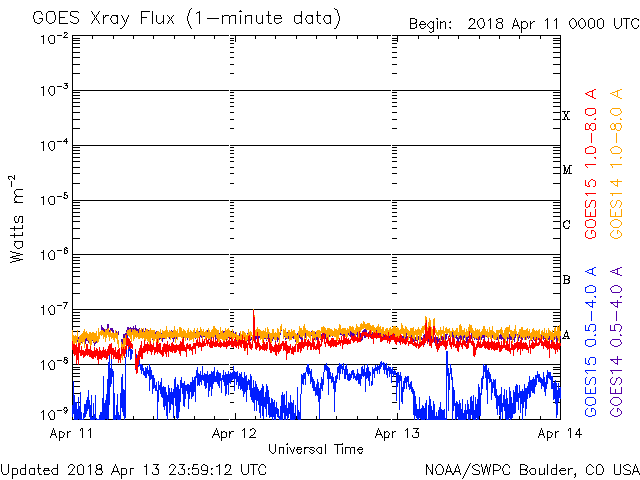 GOES Xray Flux (1-minute data)
Begin: 2018 Apr 11 0000 UTC
10⁻²
10⁻³
10⁻⁴
10⁻⁵
10⁻⁶
10⁻⁷
10⁻⁸
10⁻⁹
Watts m⁻²
X
M
C
B
A
GOES15 1.0-8.0 A
GOES14 1.0-8.0 A
GOES15 0.5-4.0 A
GOES14 0.5-4.0 A
Apr 11
Apr 12
Apr 13
Apr 14
Universal Time
Updated 2018 Apr 13 23:59:12 UTC
NOAA/SWPC Boulder, CO USA